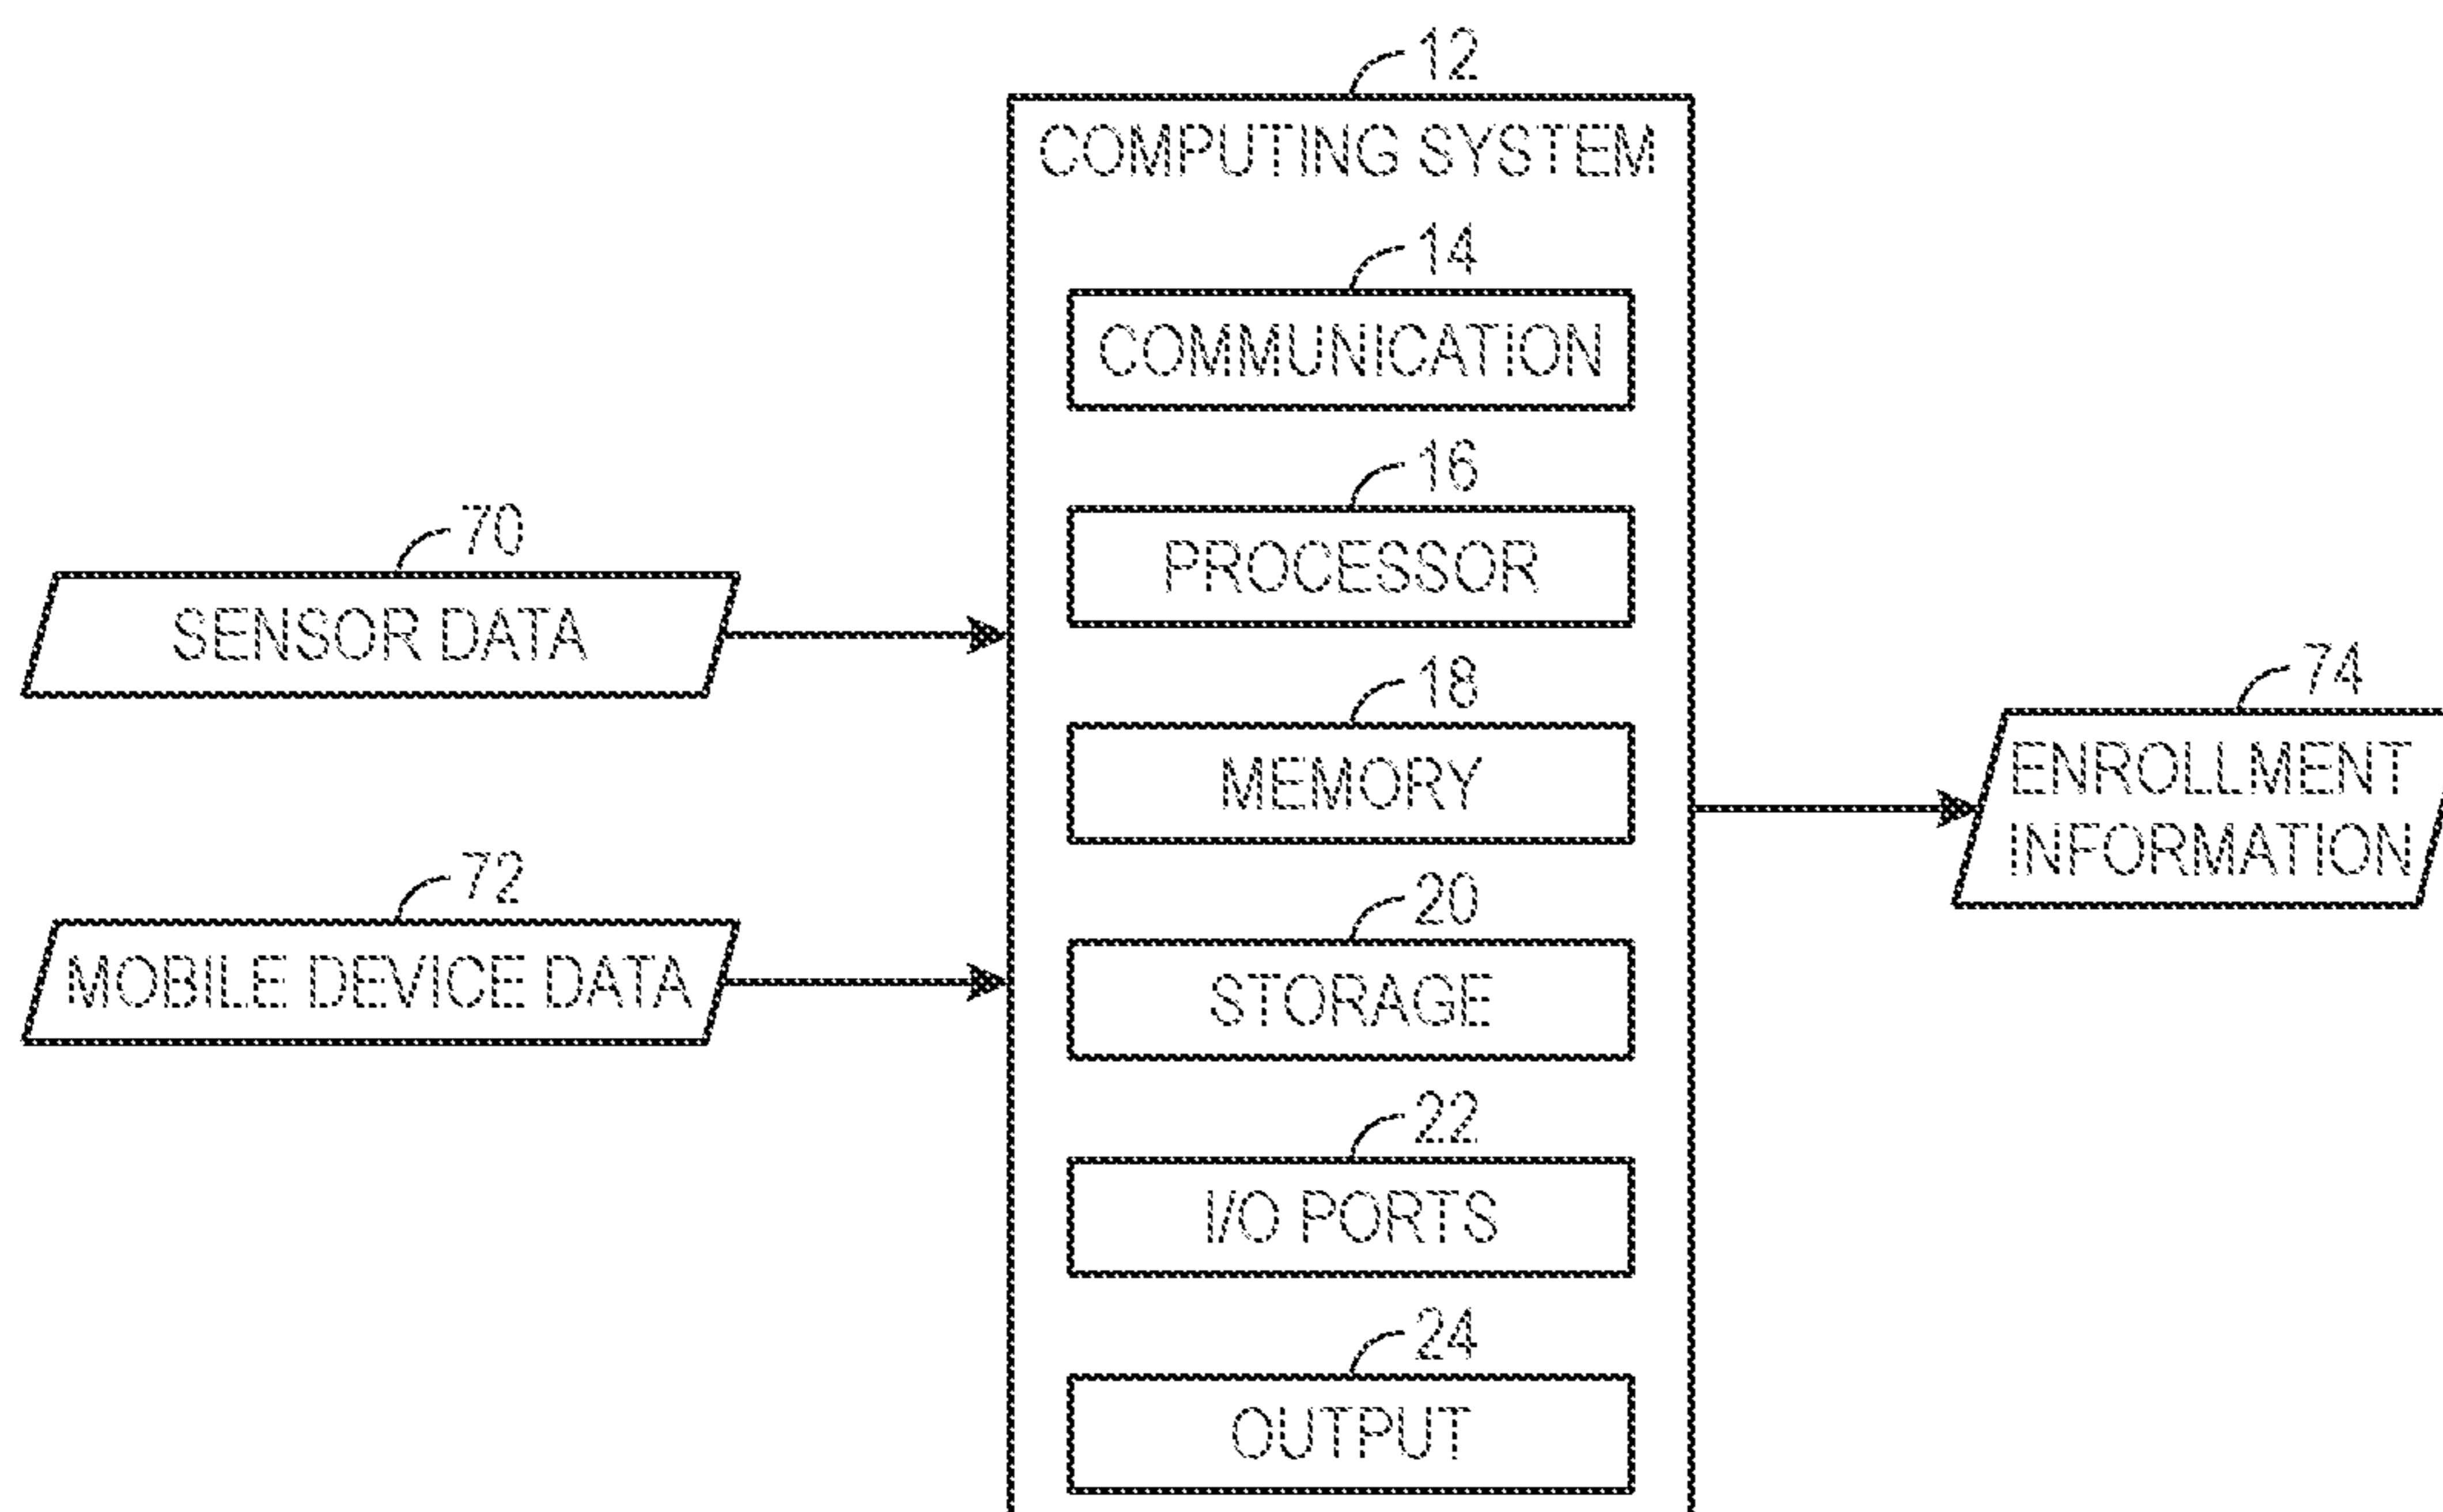 12
COMPUTING SYSTEM
14
COMMUNICATION
16
PROCESSOR
70
SENSOR DATA
18
MEMORY
74
ENROLLMENT
INFORMATION
72
MOBILE DEVICE DATA
20
STORAGE
22
I/O PORTS
24
OUTPUT